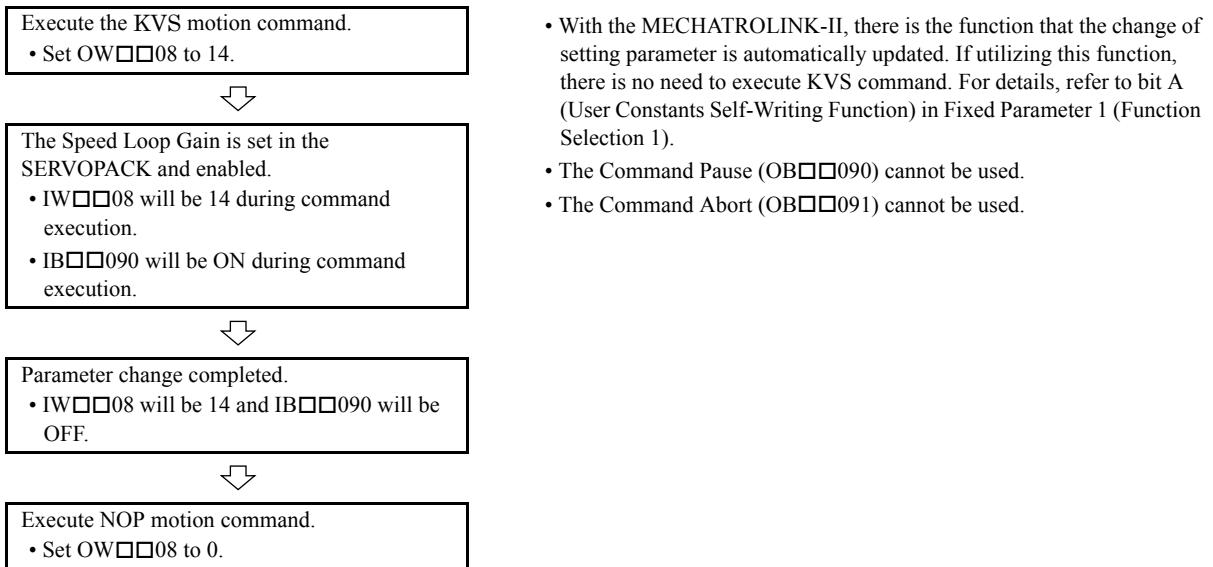 Execute the KVS motion command.
• Set OW□□08 to 14.
The Speed Loop Gain is set in the
SERVOPACK and enabled.
• IW□□08 will be 14 during command
execution.
• IB□□090 will be ON during command
execution.
Parameter change completed.
• IW□□08 will be 14 and IB□□090 will be
OFF.
Execute NOP motion command.
• Set OW□□08 to 0.
• With the MECHATROLINK-II, there is the function that the change of
setting parameter is automatically updated. If utilizing this function,
there is no need to execute KVS command. For details, refer to bit A
(User Constants Self-Writing Function) in Fixed Parameter 1 (Function
Selection 1).
• The Command Pause (OB□□090) cannot be used.
• The Command Abort (OB□□091) cannot be used.